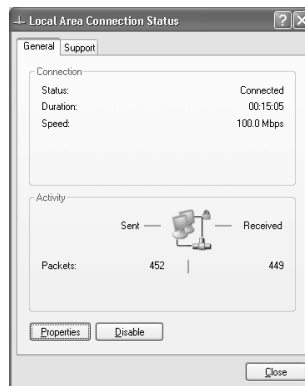 Local Area Connection Status
General Support
Connection
Status: Connected
Duration: 00:15:05
Speed: 100.0 Mbps
Activity
Sent Received
Packets: 452 449
Properties Disable
Close